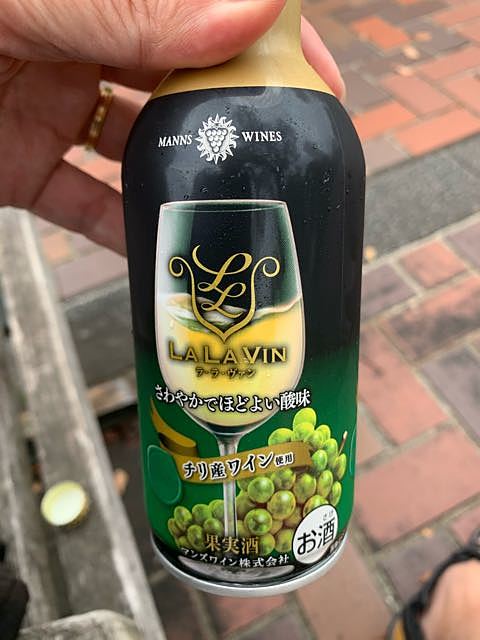 MANNS WINES
LL
LA LA VIN
ラ・ラ・ヴァン
さわやかでほどよい酸味
チリ産ワイン使用
果実酒
マンズワイン株式会社
さけ
お酒